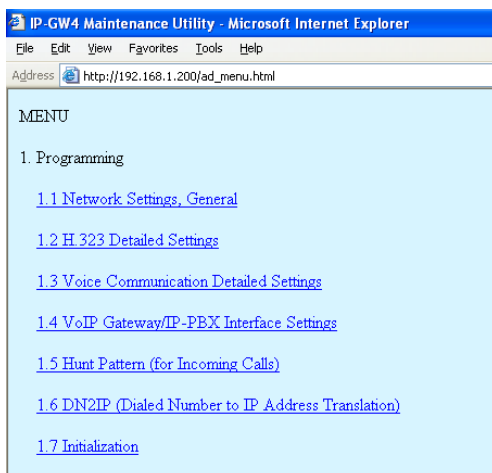 IP-GW4 Maintenance Utility - Microsoft Internet Explorer
File Edit View Favorites Tools Help
Address http://192.168.1.200/ad_menu.html
MENU
1. Programming
1.1 Network Settings, General
1.2 H.323 Detailed Settings
1.3 Voice Communication Detailed Settings
1.4 VoIP Gateway/IP-PBX Interface Settings
1.5 Hunt Pattern (for Incoming Calls)
1.6 DN2IP (Dialed Number to IP Address Translation)
1.7 Initialization